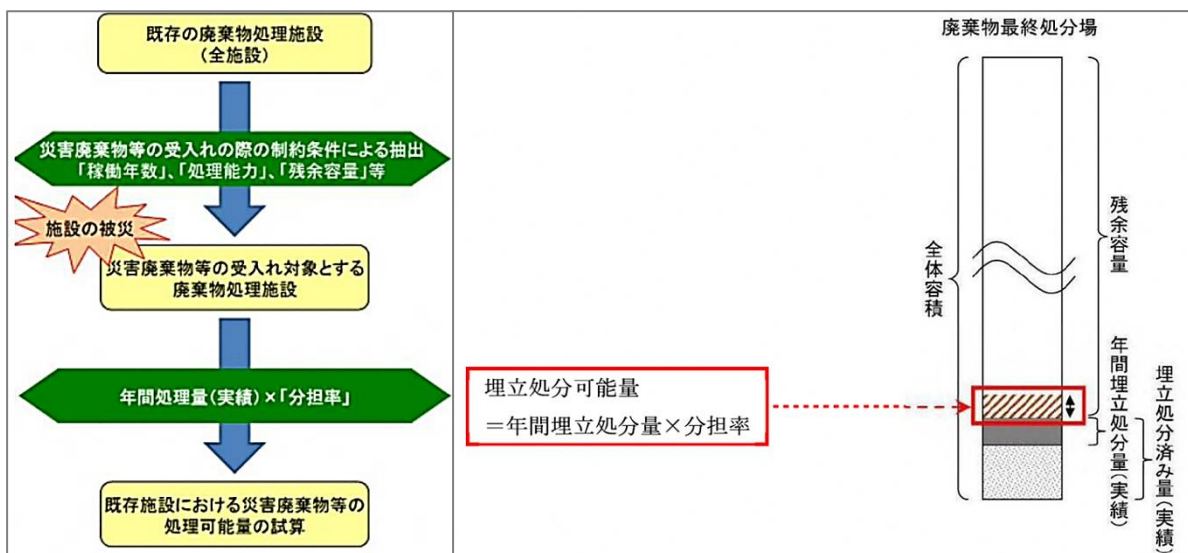 既存の廃棄物処理施設
(全施設)
災害廃棄物等の受入れの際の制約条件による抽出
「稼働年数」、「処理能力」、「残余容量」等
施設の被災
災害廃棄物等の受入れ対象とする
廃棄物処理施設
年間処理量(実績)×「分担率」
既存施設における災害廃棄物等の
処理可能量の試算
埋立処分可能量
＝年間埋立処分量×分担率
廃棄物最終処分場
全体容積
残余容量
年間埋立処分量(実績)
埋立処分済み量(実績)